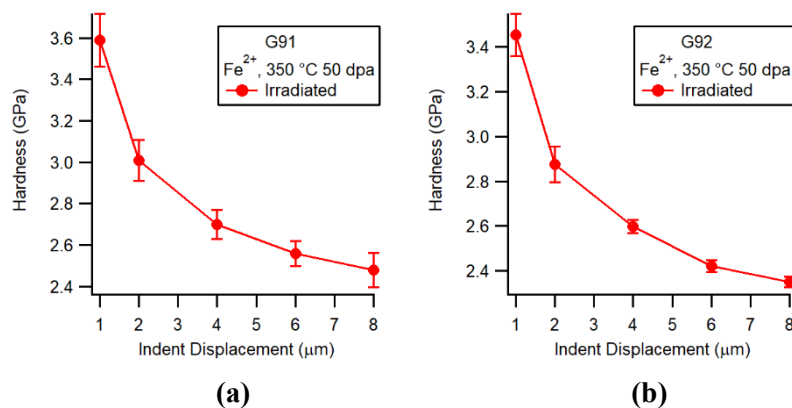 G91
Fe2+, 350 °C 50 dpa
Irradiated
Hardness (GPa)
3.6
3.4
3.2
3.0
2.8
2.6
2.4
1 2 3 4 5 6 7 8
Indent Displacement (μm)
(a)
G92
Fe2+, 350 °C 50 dpa
Irradiated
Hardness (GPa)
3.4
3.2
3.0
2.8
2.6
2.4
1 2 3 4 5 6 7 8
Indent Displacement (μm)
(b)